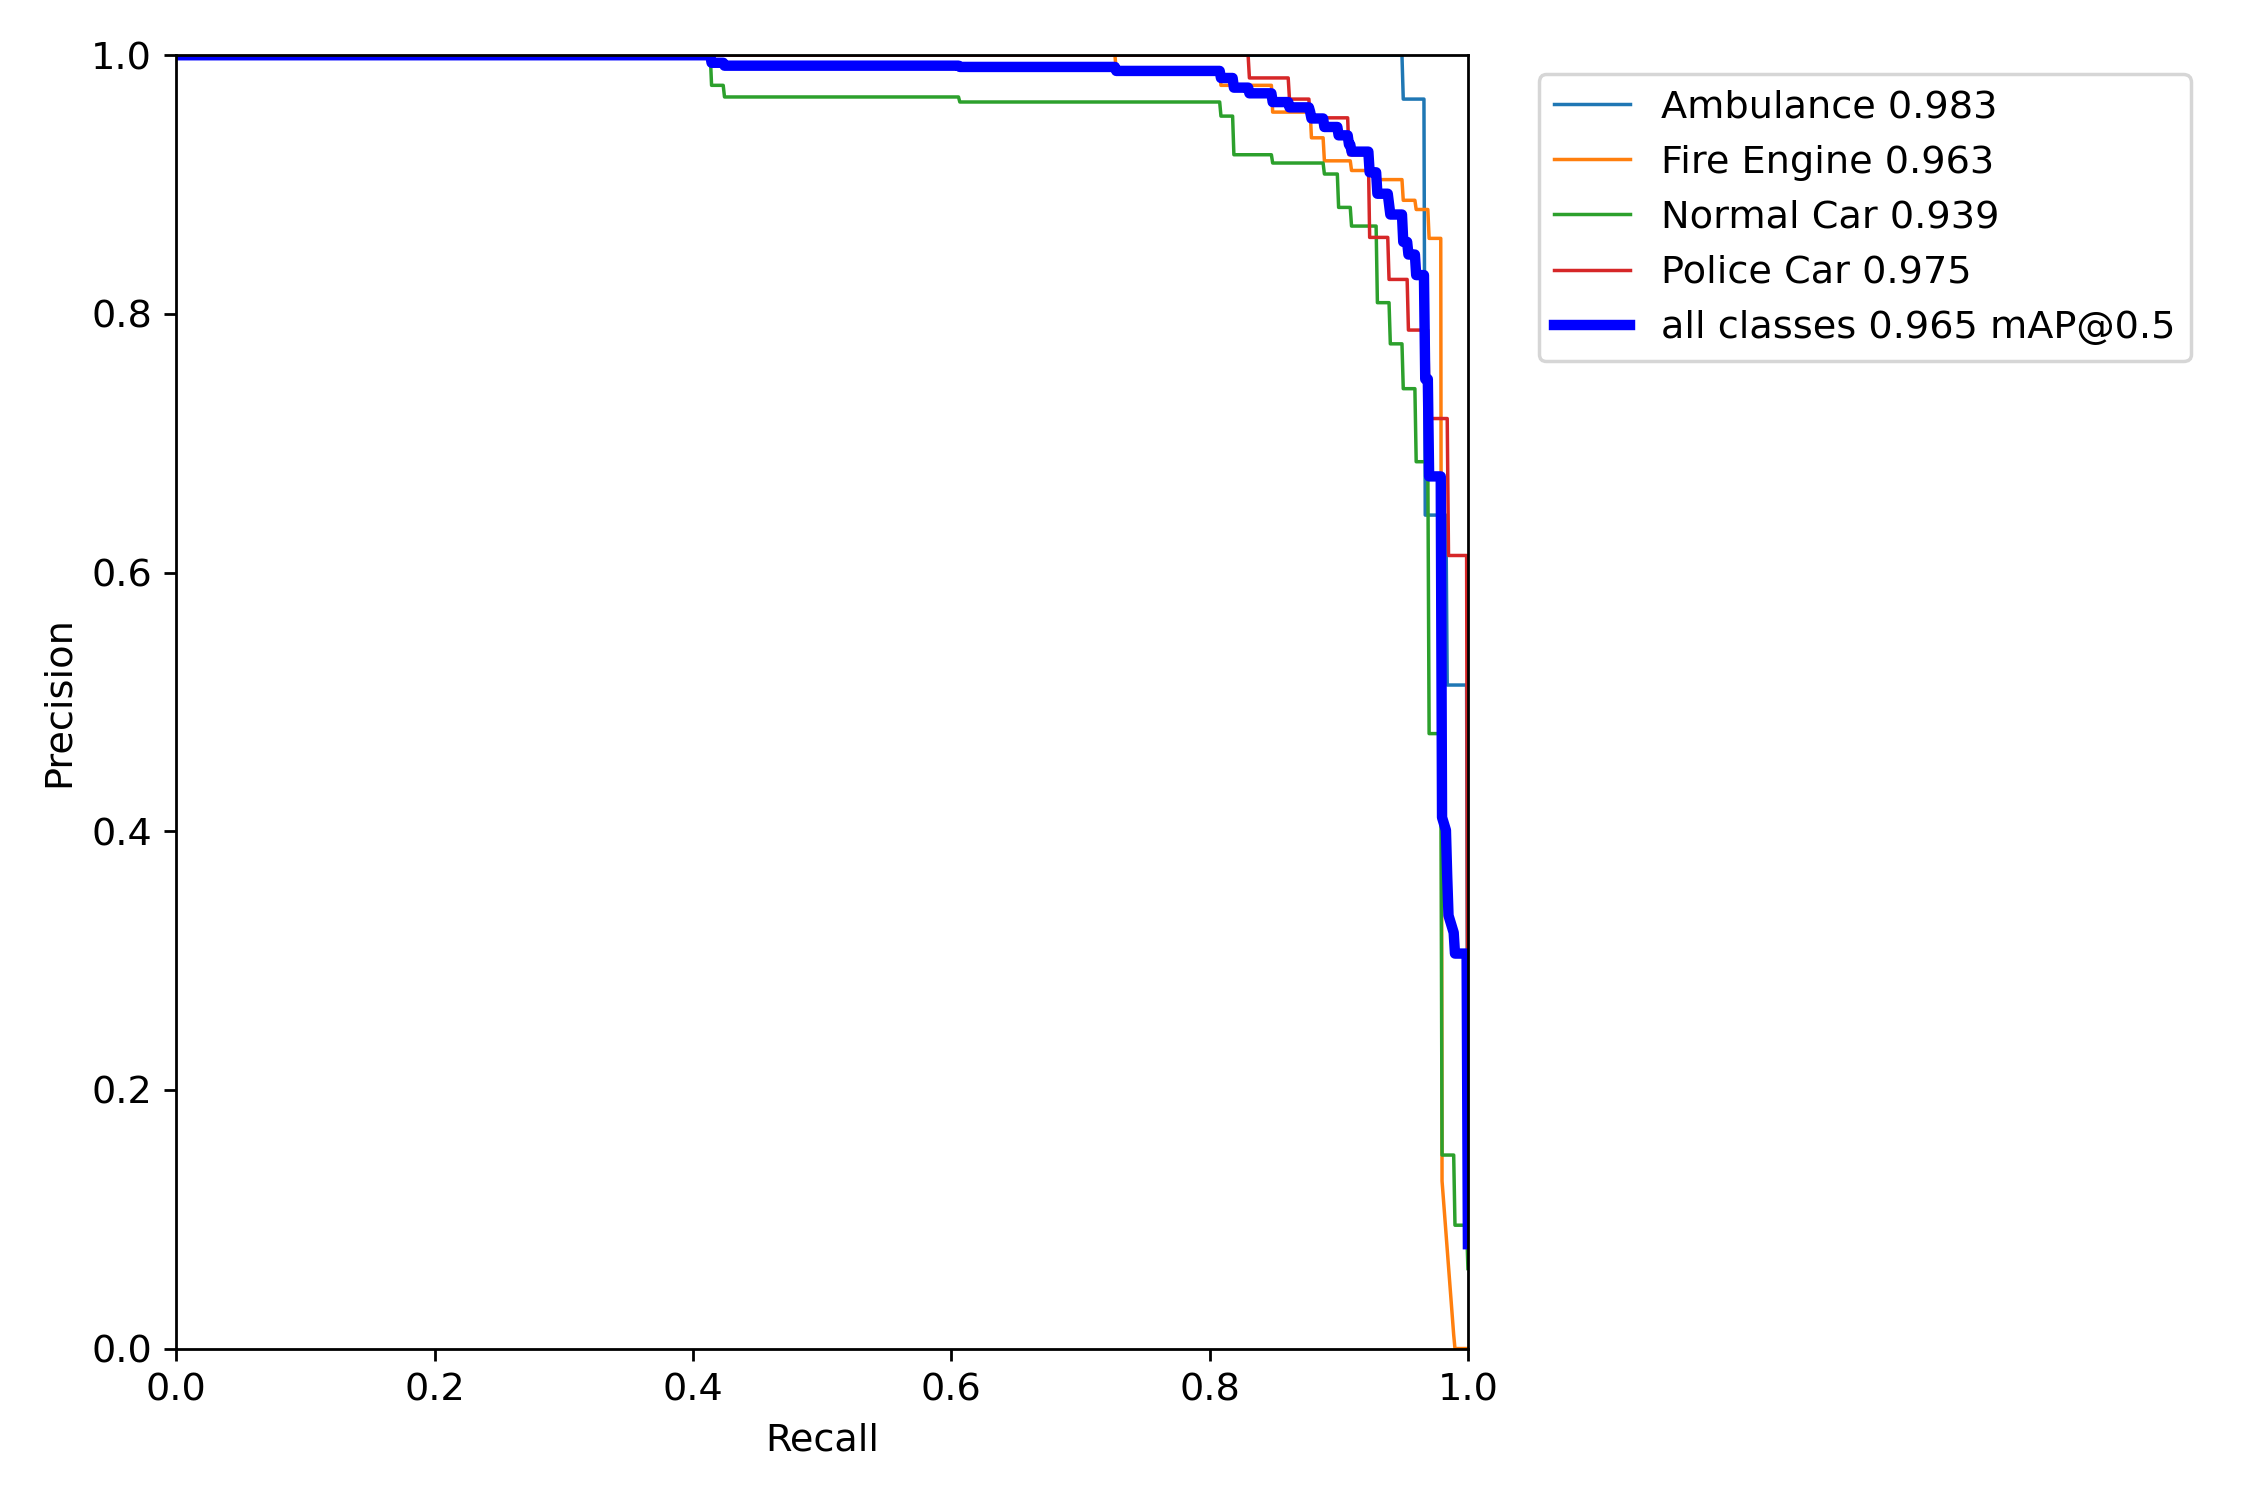 1.0
0.8
0.6
0.4
0.2
0.0
Precision
0.0 0.2 0.4 0.6 0.8 1.0
Recall
Ambulance 0.983
Fire Engine 0.963
Normal Car 0.939
Police Car 0.975
all classes 0.965 mAP@0.5